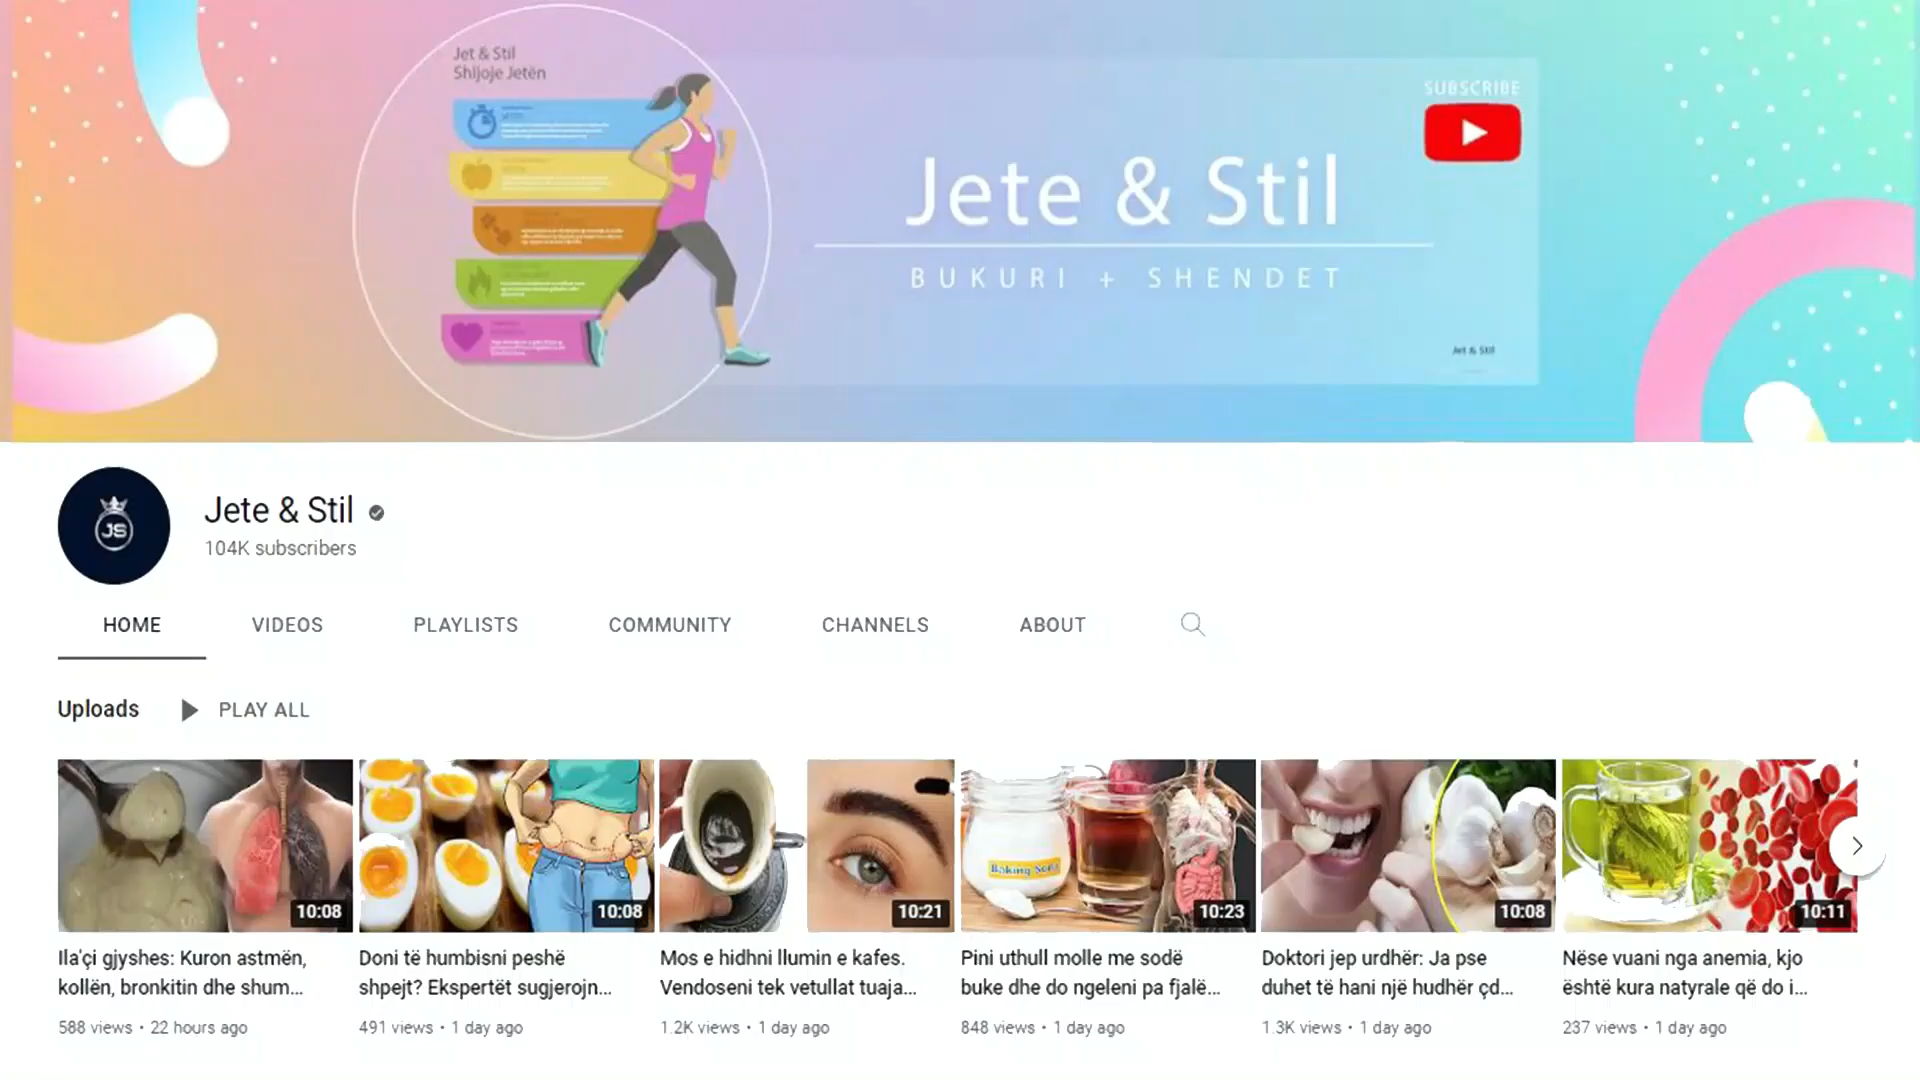 Jet & Stil
Shijoje Jetën
SUBSCRIBE
Jete & Stil
BUKURI + SHENDET
Jet & Stil
JS
Jete & Stil
104K subscribers
HOME VIDEOS PLAYLISTS COMMUNITY CHANNELS ABOUT
Uploads PLAY ALL
Baking Soda
10:08 10:08 10:21 10:23 10:08 10:11
Ila'çi gjyshes: Kuron astmën,
kollën, bronkitin dhe shum...
588 views • 22 hours ago
Doni të humbisni peshë
shpejt? Ekspertët sugjerojn...
491 views • 1 day ago
Mos e hidhni llumin e kafes.
Vendoseni tek vetullat tuaja...
1.2K views • 1 day ago
Pini uthull molle me sodë
buke dhe do ngeleni pa fjalë...
848 views • 1 day ago
Doktori jep urdhër: Ja pse
duhet të hani një hudhër çd...
1.3K views • 1 day ago
Nëse vuani nga anemia, kjo
është kura natyrale që do i...
237 views • 1 day ago